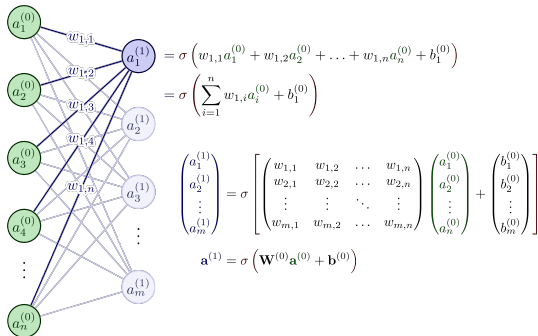 a_1^{(0)}
a_2^{(0)}
a_3^{(0)}
a_4^{(0)}
⋮
a_n^{(0)}
w_{1,1}
w_{1,2}
w_{1,3}
w_{1,4}
w_{1,n}
a_1^{(1)}
a_2^{(1)}
a_3^{(1)}
⋮
a_m^{(1)}
= σ ( w_{1,1}a_1^{(0)} + w_{1,2}a_2^{(0)} + … + w_{1,n}a_n^{(0)} + b_1^{(0)} )
= σ ( ∑_{i=1}^{n} w_{1,i}a_i^{(0)} + b_1^{(0)} )
( a_1^{(1)} ; a_2^{(1)} ; ⋮ ; a_m^{(1)} ) = σ [ ( w_{1,1} w_{1,2} … w_{1,n} ; w_{2,1} w_{2,2} … w_{2,n} ; ⋮ ⋮ ⋱ ⋮ ; w_{m,1} w_{m,2} … w_{m,n} ) ( a_1^{(0)} ; a_2^{(0)} ; ⋮ ; a_n^{(0)} ) + ( b_1^{(0)} ; b_2^{(0)} ; ⋮ ; b_m^{(0)} ) ]
a^{(1)} = σ ( W^{(0)}a^{(0)} + b^{(0)} )